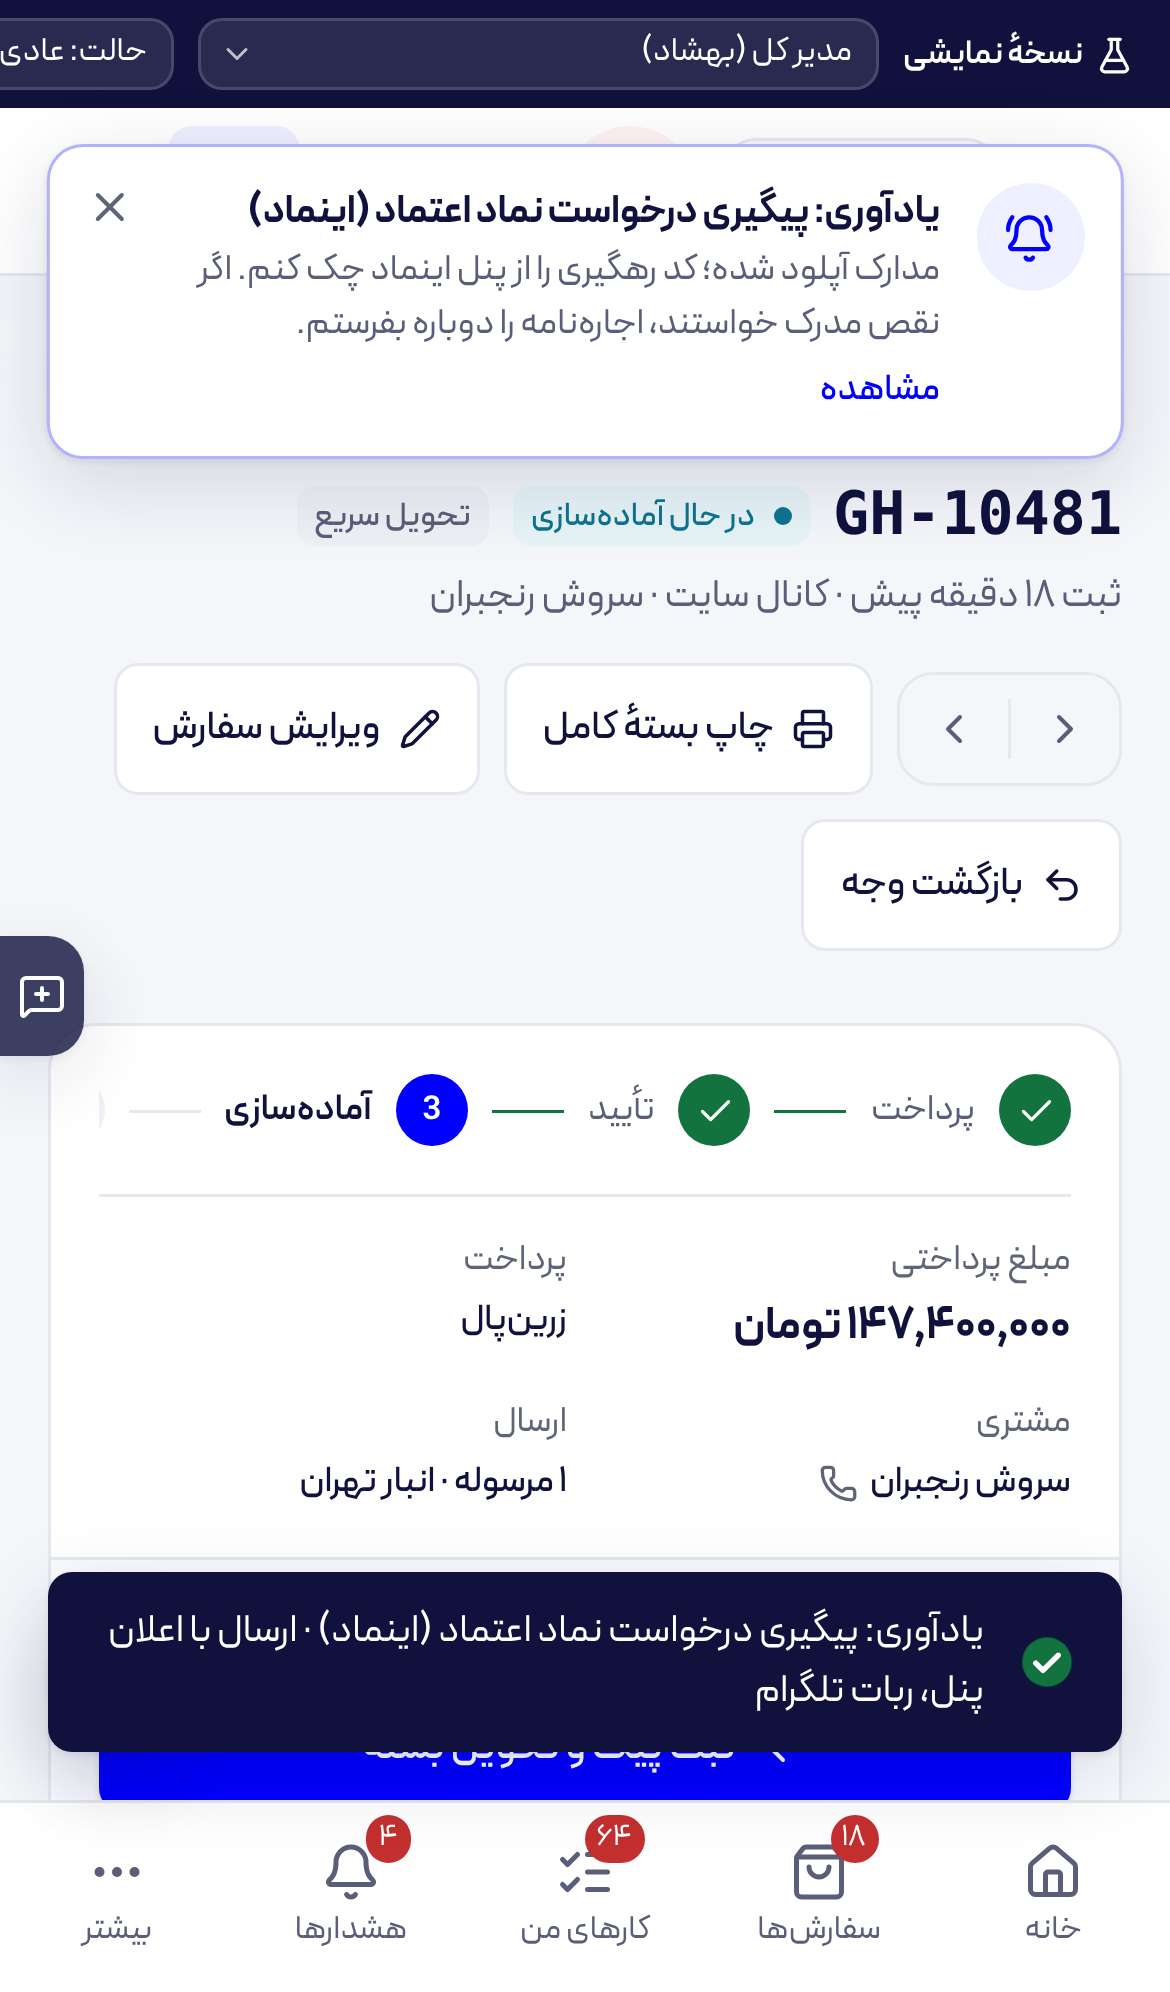 نسخهٔ نمایشی
مدیر کل (بهشاد)
حالت: عادی
یادآوری: پیگیری درخواست نماد اعتماد (اینماد)
مدارک آپلود شده؛ کد رهگیری را از پنل اینماد چک کنم. اگر
نقص مدرک خواستند، اجاره‌نامه را دوباره بفرستم.
مشاهده
GH-10481
در حال آماده‌سازی
تحویل سریع
ثبت ۱۸ دقیقه پیش · کانال سایت · سروش رنجبران
چاپ بستهٔ کامل
ویرایش سفارش
بازگشت وجه
پرداخت
تأیید
3
آماده‌سازی
مبلغ پرداختی
پرداخت
۱۴۷,۴۰۰,۰۰۰ تومان
زرین‌پال
مشتری
ارسال
سروش رنجبران
۱ مرسوله · انبار تهران
یادآوری: پیگیری درخواست نماد اعتماد (اینماد) · ارسال با اعلان
پنل، ربات تلگرام
۱۸
۶۴
۴
خانه
سفارش‌ها
کارهای من
هشدارها
بیشتر